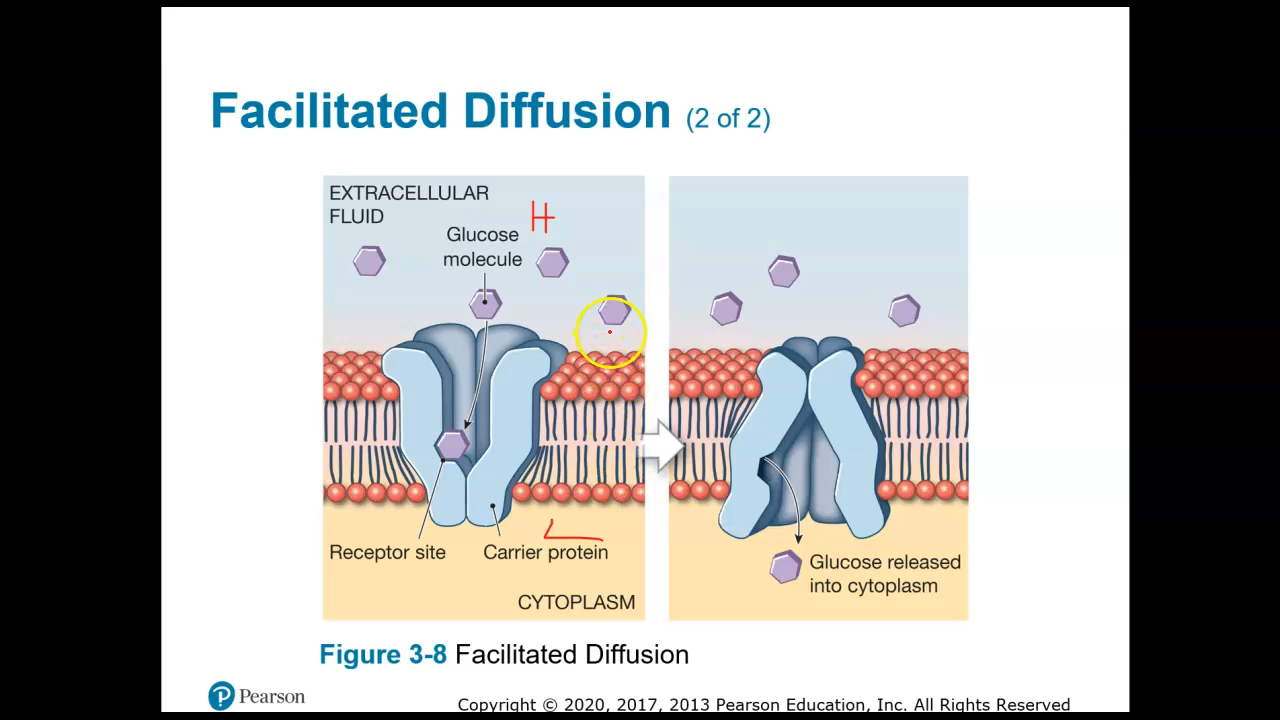 Facilitated Diffusion (2 of 2)
EXTRACELLULAR
FLUID
H
Glucose
molecule
Receptor site
Carrier protein
L
CYTOPLASM
Glucose released
into cytoplasm
Figure 3-8 Facilitated Diffusion
P Pearson
Copyright © 2020, 2017, 2013 Pearson Education, Inc. All Rights Reserved